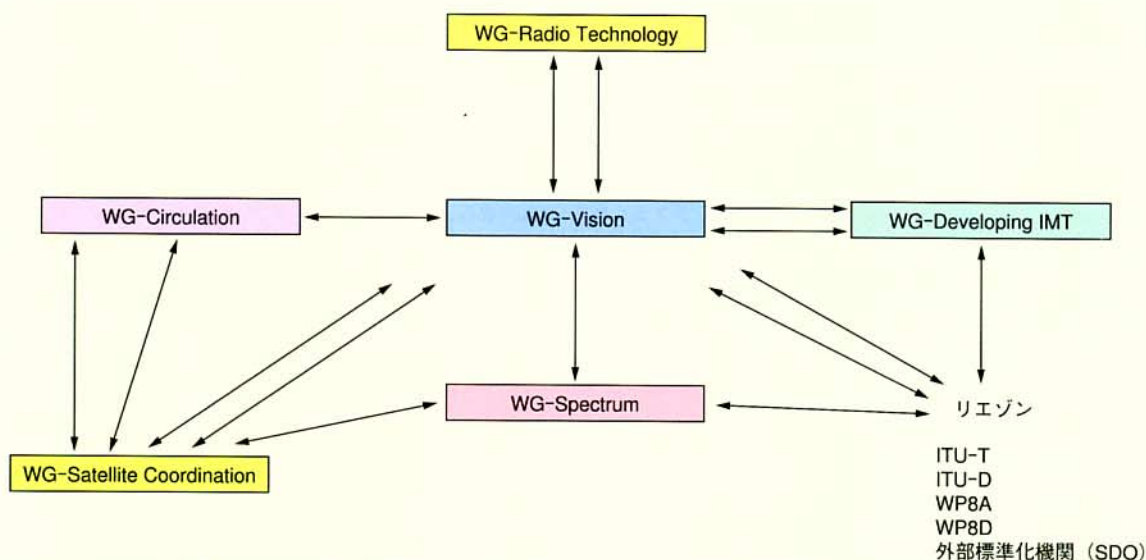 WG-Radio Technology
WG-Circulation
WG-Vision
WG-Developing IMT
WG-Spectrum
リエゾン
WG-Satellite Coordination
ITU-T
ITU-D
WP8A
WP8D
外部標準化機関（SDO）